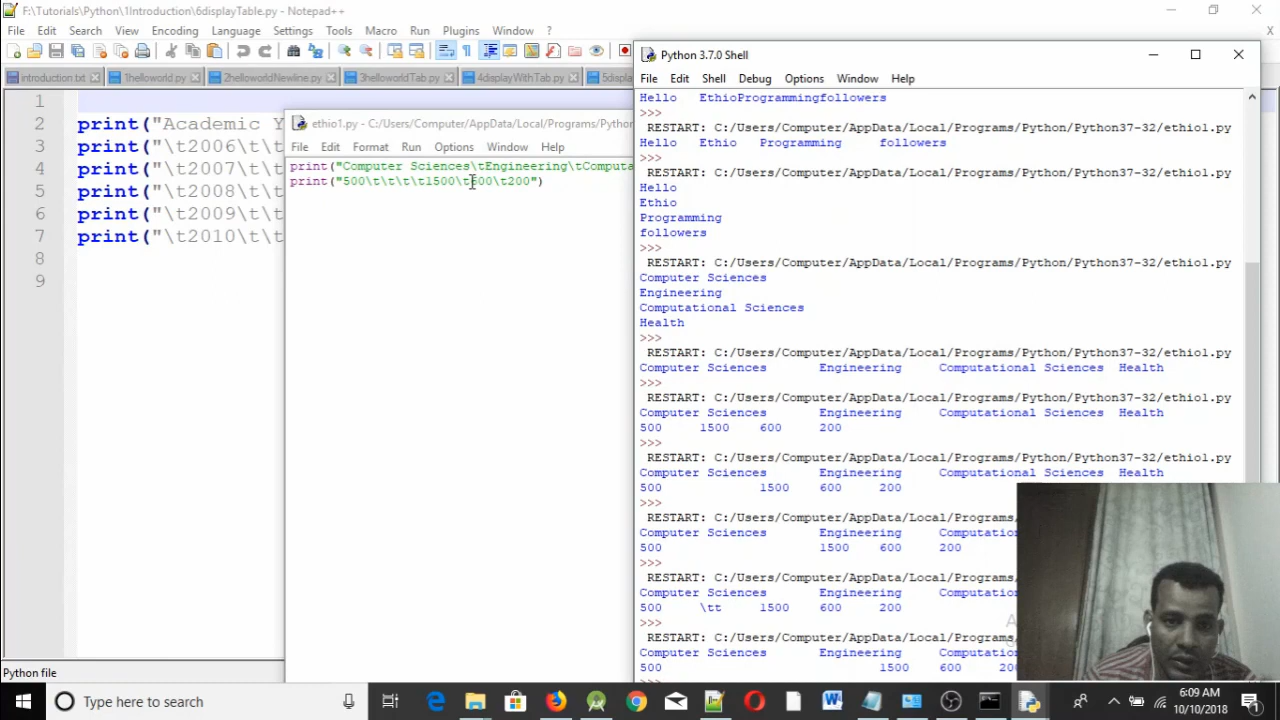 F:\Tutorials\Python\1Introduction\6displayTable.py - Notepad++
File Edit Search View Encoding Language Settings Tools Macro Run Plugins Window ?
introduction.txt 1helloworld.py 2helloworldNewline.py 3helloworldTab.py 4displayWithTab.py
1
2 print("Academic
3 print("\t2006\t\t
4 print("\t2007\t\t
5 print("\t2008\t\t
6 print("\t2009\t\t
7 print("\t2010\t\t
8
9
Python file
ethio1.py - C:/Users/Computer/AppData/Local/Programs/Python
File Edit Format Run Options Window Help
print("Computer Sciences\tEngineering\tComputa
print("500\t\t\t\t1500\t600\t200")
Python 3.7.0 Shell
File Edit Shell Debug Options Window Help
Hello EthioProgrammingfollowers
>>>
RESTART: C:/Users/Computer/AppData/Local/Programs/Python/Python37-32/ethio1.py
Hello Ethio Programming followers
>>>
RESTART: C:/Users/Computer/AppData/Local/Programs/Python/Python37-32/ethio1.py
Hello
Ethio
Programming
followers
>>>
RESTART: C:/Users/Computer/AppData/Local/Programs/Python/Python37-32/ethio1.py
Computer Sciences
Engineering
Computational Sciences
Health
>>>
RESTART: C:/Users/Computer/AppData/Local/Programs/Python/Python37-32/ethio1.py
Computer Sciences Engineering Computational Sciences Health
>>>
RESTART: C:/Users/Computer/AppData/Local/Programs/Python/Python37-32/ethio1.py
Computer Sciences Engineering Computational Sciences Health
500 1500 600 200
>>>
RESTART: C:/Users/Computer/AppData/Local/Programs/Python/Python37-32/ethio1.py
Computer Sciences Engineering Computational Sciences Health
500 1500 600 200
>>>
RESTART: C:/Users/Computer/AppData/Local/Programs
Computer Sciences Engineering Computatio
500 1500 600 200
>>>
RESTART: C:/Users/Computer/AppData/Local/Programs
Computer Sciences Engineering Computatio
500 \tt 1500 600 200
>>>
RESTART: C:/Users/Computer/AppData/Local/Programs
Computer Sciences Engineering Computatio
500 1500 600 20
Type here to search
6:09 AM
10/10/2018